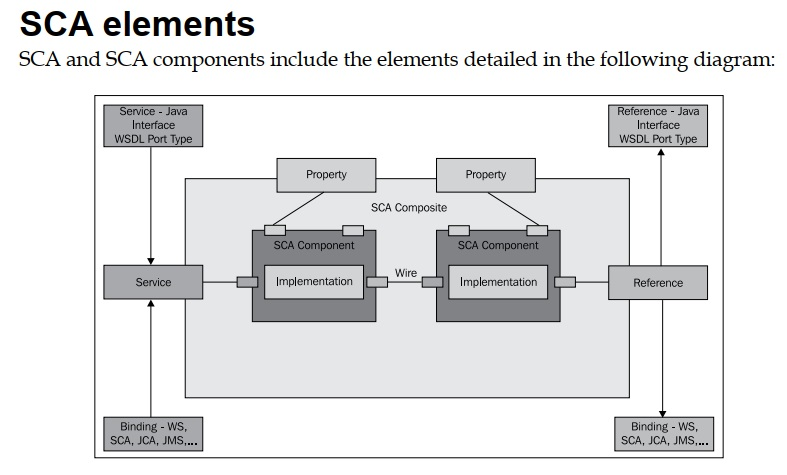 SCA elements
SCA and SCA components include the elements detailed in the following diagram:
Service - Java
Interface
WSDL Port Type
Reference - Java
Interface
WSDL Port Type
Property
Property
SCA Composite
SCA Component
SCA Component
Wire
Service
Implementation
Implementation
Reference
Binding - WS,
SCA, JCA, JMS,...
Binding - WS,
SCA, JCA, JMS,...